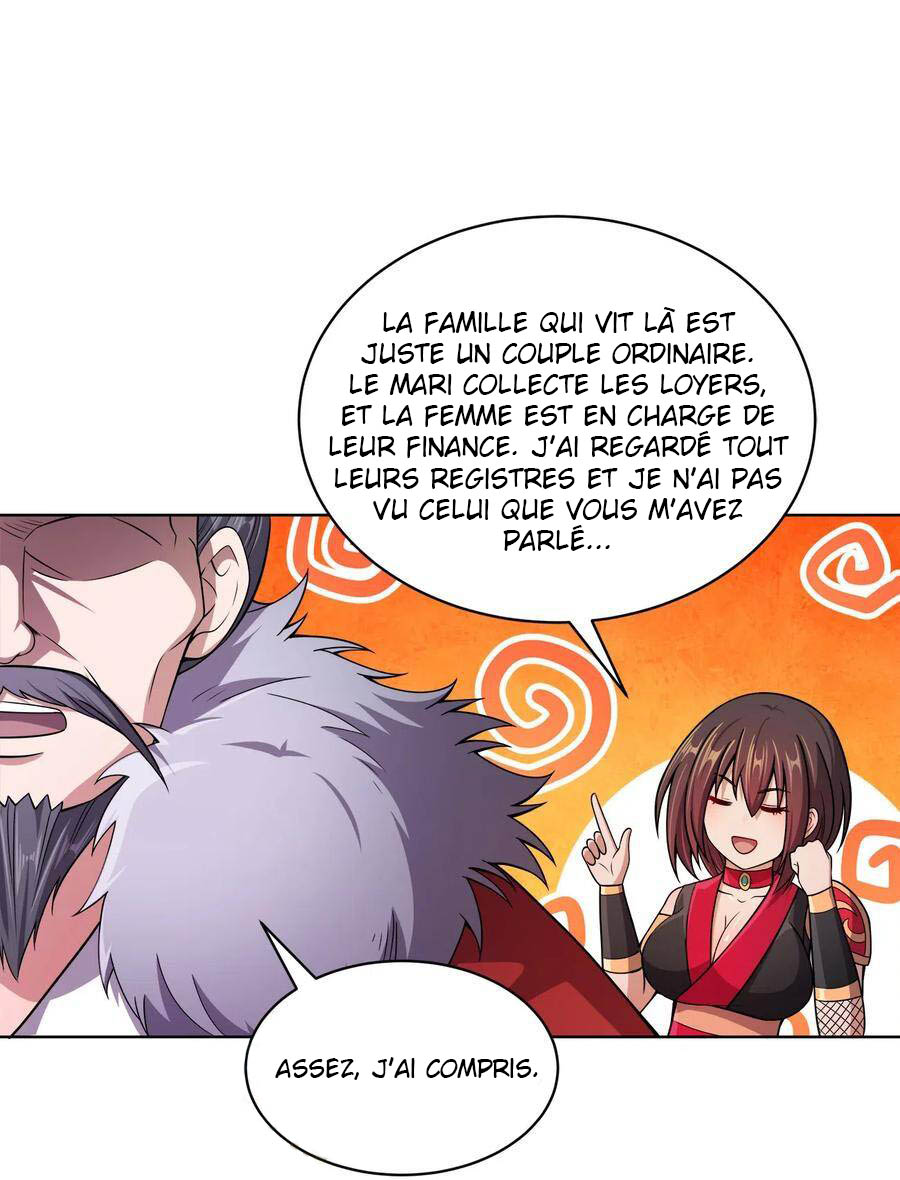 LA FAMILLE QUI VIT LÀ EST
JUSTE UN COUPLE ORDINAIRE.
LE MARI COLLECTE LES LOYERS,
ET LA FEMME EST EN CHARGE DE
LEUR FINANCE. J'AI REGARDÉ TOUT
LEURS REGISTRES ET JE N'AI PAS
VU CELUI QUE VOUS M'AVEZ
PARLÉ...
ASSEZ, J'AI COMPRIS.